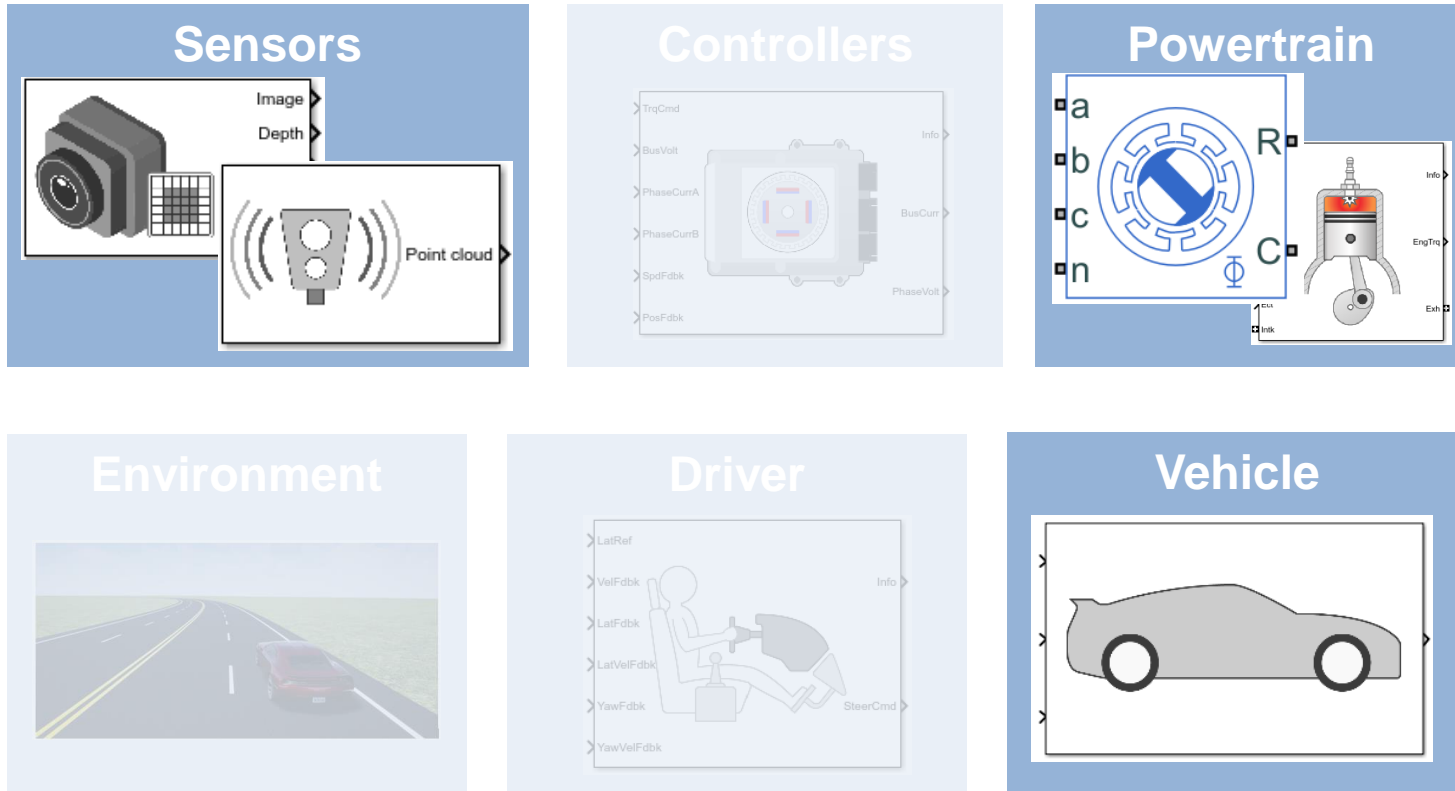 Sensors
Image
Depth
Point cloud
Controllers
TrqCmd
BusVolt
PhaseCurrA
PhaseCurrB
SpdFdbk
PosFdbk
Info
BusCurr
PhaseVolt
Powertrain
a
b
c
n
R
C
Φ
Info
EngTrq
Exh
Ect
Intk
Environment
Driver
LatRef
VelFdbk
LatFdbk
LatVelFdbk
YawFdbk
YawVelFdbk
Info
SteerCmd
Vehicle